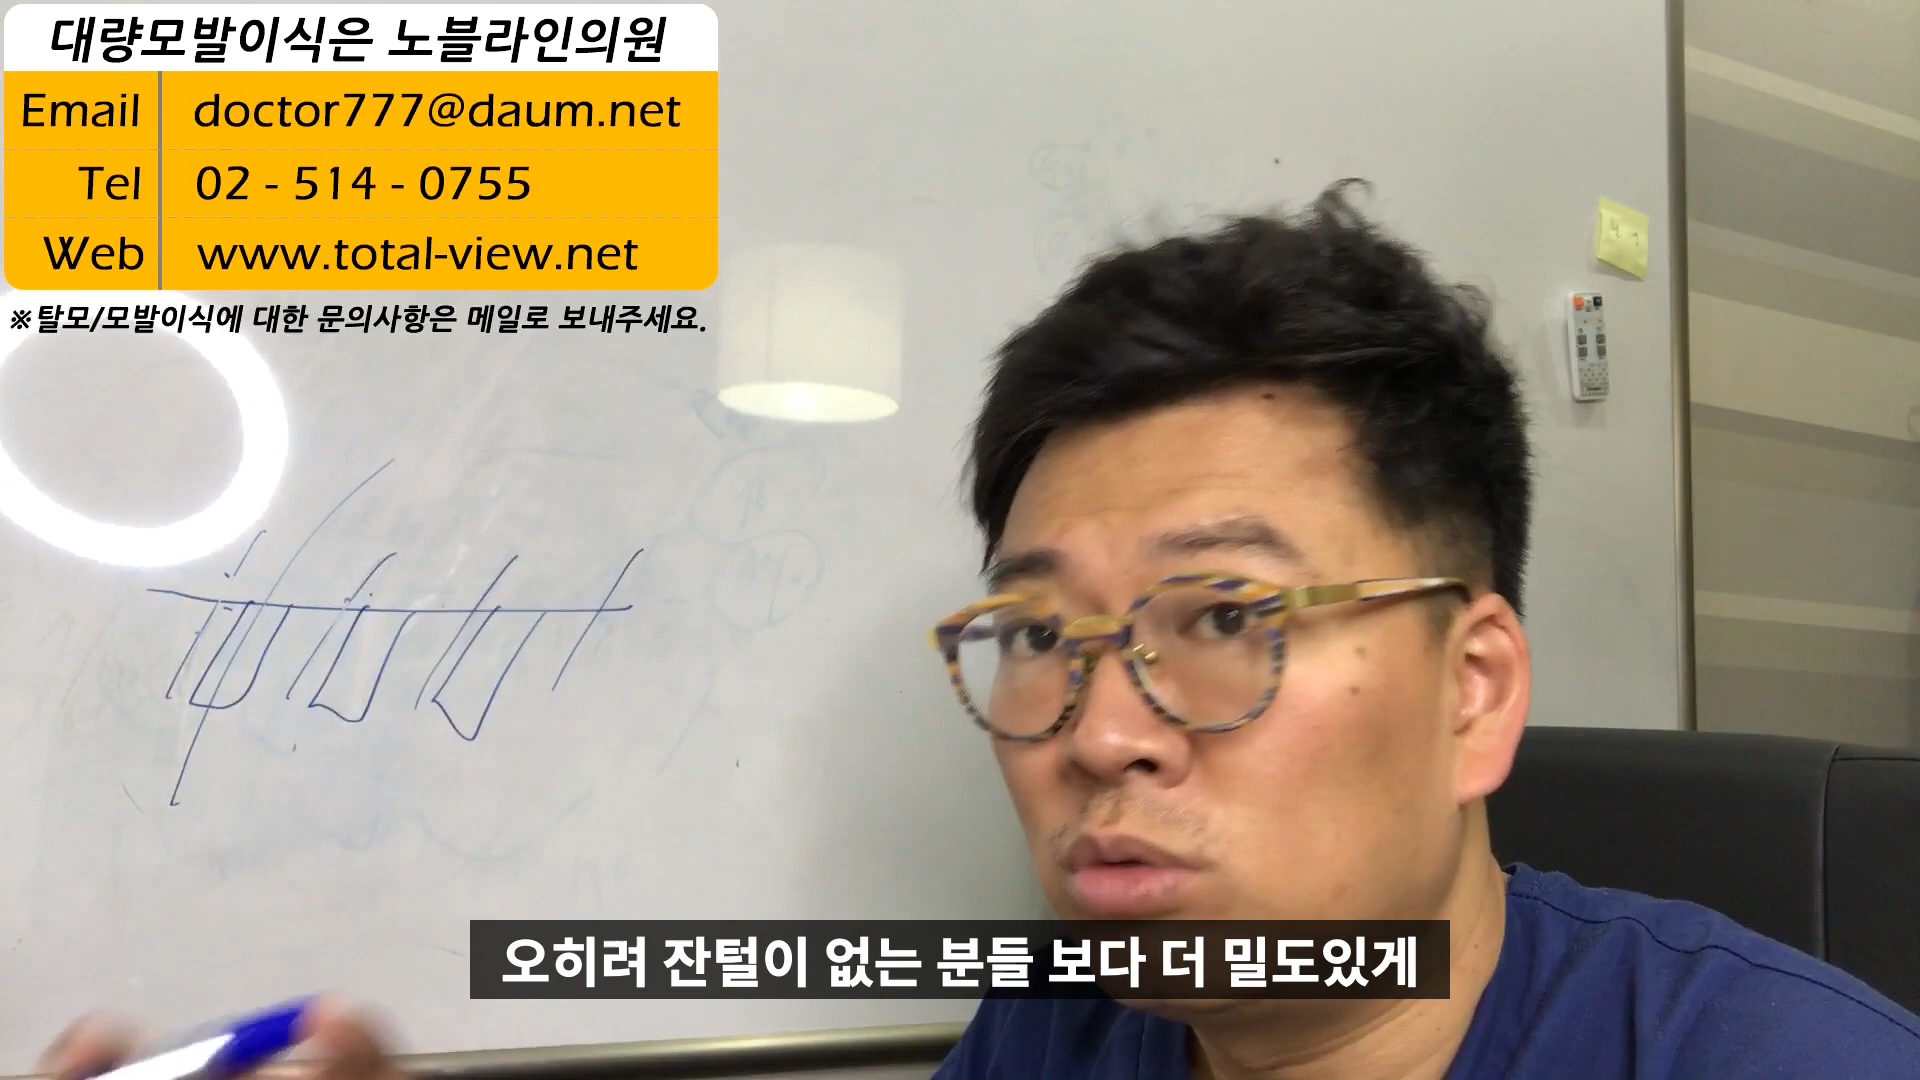 대량모발이식은 노블라인의원
Email doctor777@daum.net
Tel 02 - 514 - 0755
Web www.total-view.net
※탈모/모발이식에 대한 문의사항은 메일로 보내주세요.
오히려 잔털이 없는 분들 보다 더 밀도있게